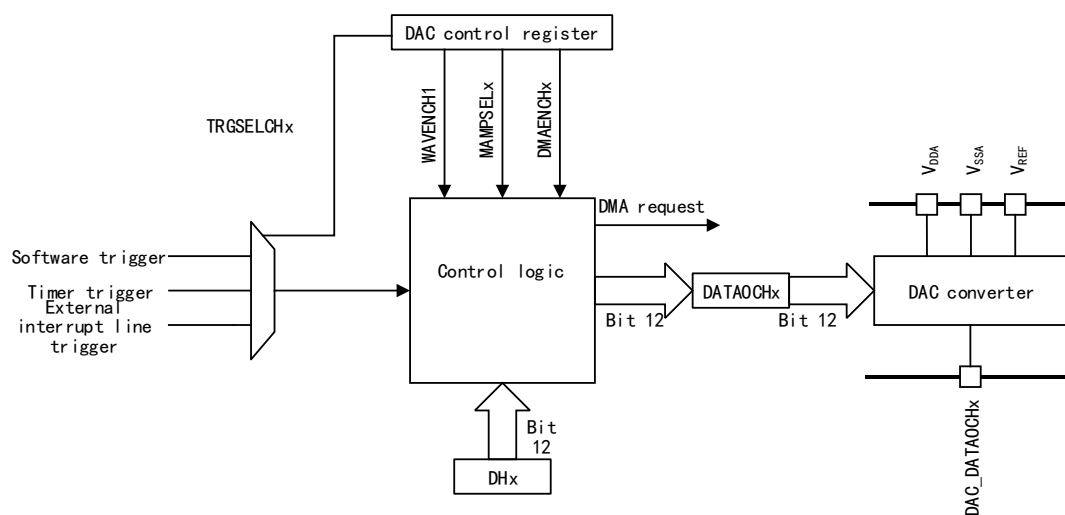 DAC control register
WAVENCH1
MAMPSELx
DMAENCHx
TRGSELCHx
VDDA
VSSA
VREF
DMA request
Software trigger
Timer trigger
External
interrupt line
trigger
Control logic
DATAOCHx
DAC converter
Bit 12
Bit 12
Bit
12
DHx
DAC_DATAOCHx